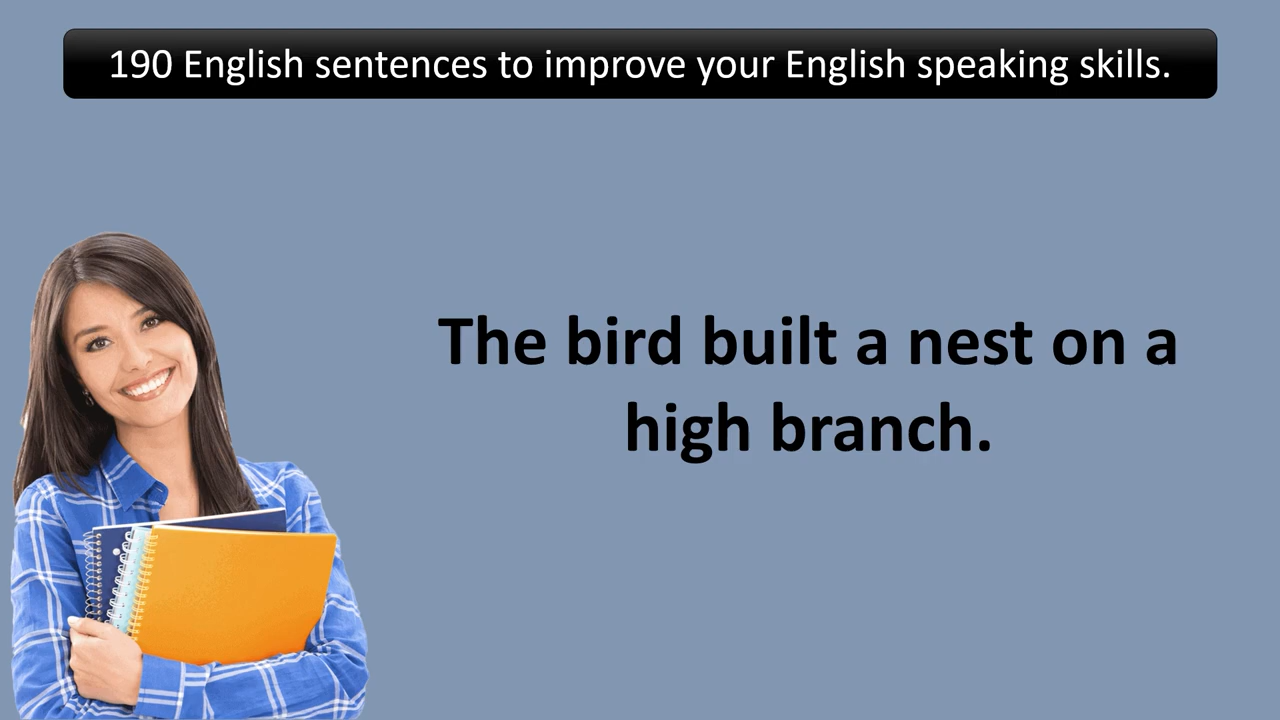 190 English sentences to improve your English speaking skills.
The bird built a nest on a
high branch.